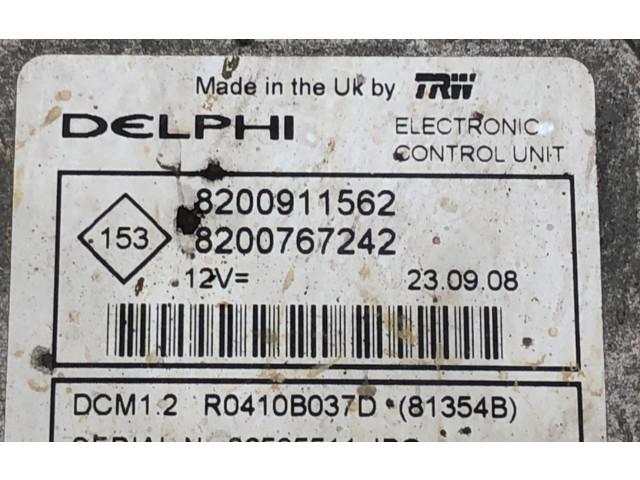 Made in the Uk by TRW
DELPHI
ELECTRONIC
CONTROL UNIT
8200911562
153
8200767242
12V=
23.09.08
DCM1.2 R0410B037D (81354B)